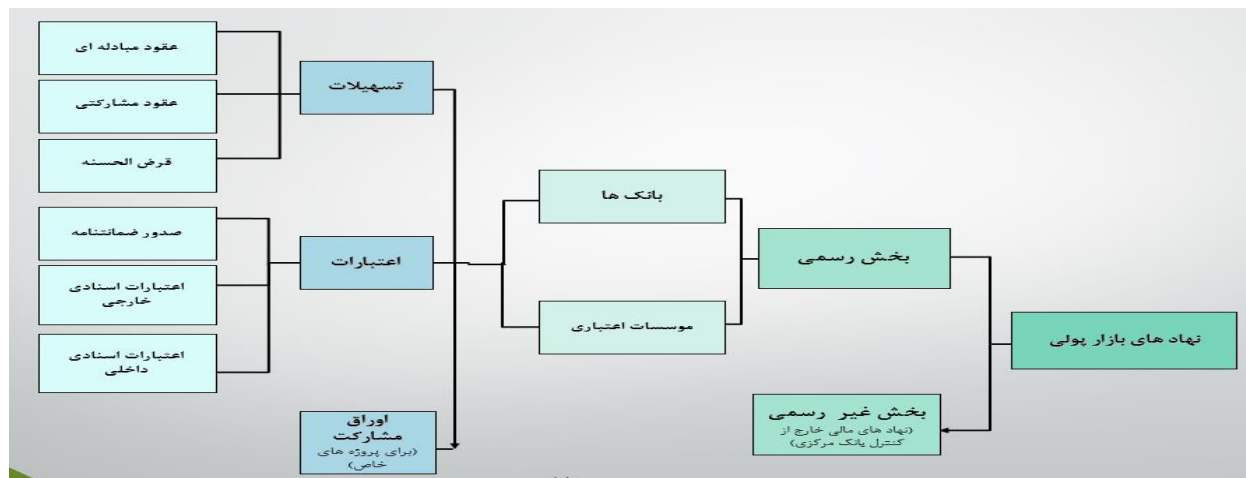 نهاد های بازار پولی
بخش رسمی
بخش غیر رسمی
(نهاد های مالی خارج از
کنترل بانک مرکزی)
بانک ها
موسسات اعتباری
تسهیلات
اعتبارات
اوراق
مشارکت
(برای پروژه های
خاص)
عقود مبادله ای
عقود مشارکتی
قرض الحسنه
صدور ضمانتنامه
اعتبارات اسنادی
خارجی
اعتبارات اسنادی
داخلی